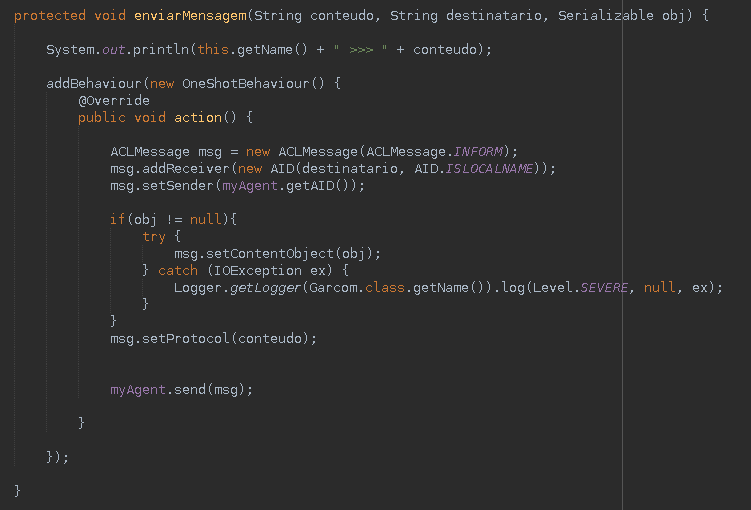 protected void enviarMensagem(String conteudo, String destinatario, Serializable obj) {
System.out.println(this.getName() + " >>> " + conteudo);
addBehaviour(new OneShotBehaviour() {
@Override
public void action() {
ACLMessage msg = new ACLMessage(ACLMessage.INFORM);
msg.addReceiver(new AID(destinatario, AID.ISLOCALNAME));
msg.setSender(myAgent.getAID());
if(obj != null){
try {
msg.setContentObject(obj);
} catch (IOException ex) {
Logger.getLogger(Garcom.class.getName()).log(Level.SEVERE, null, ex);
}
}
msg.setProtocol(conteudo);
myAgent.send(msg);
}
});
}